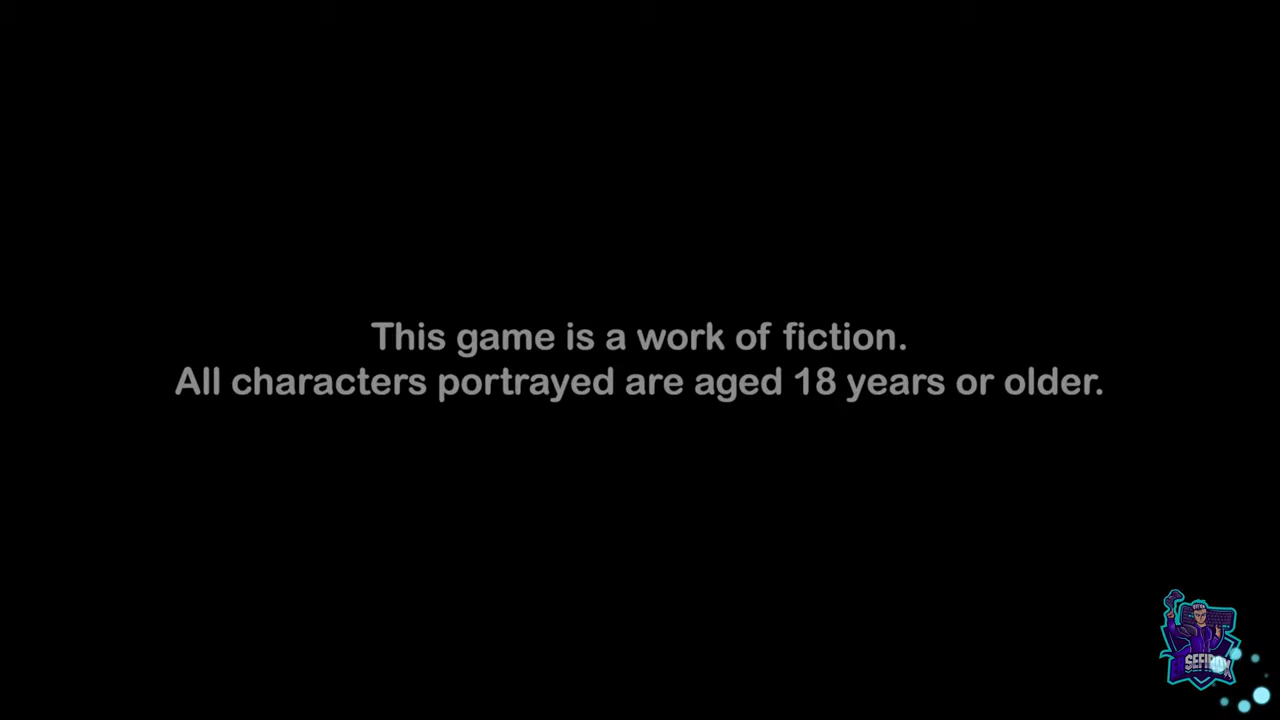 This game is a work of fiction.
All characters portrayed are aged 18 years or older.